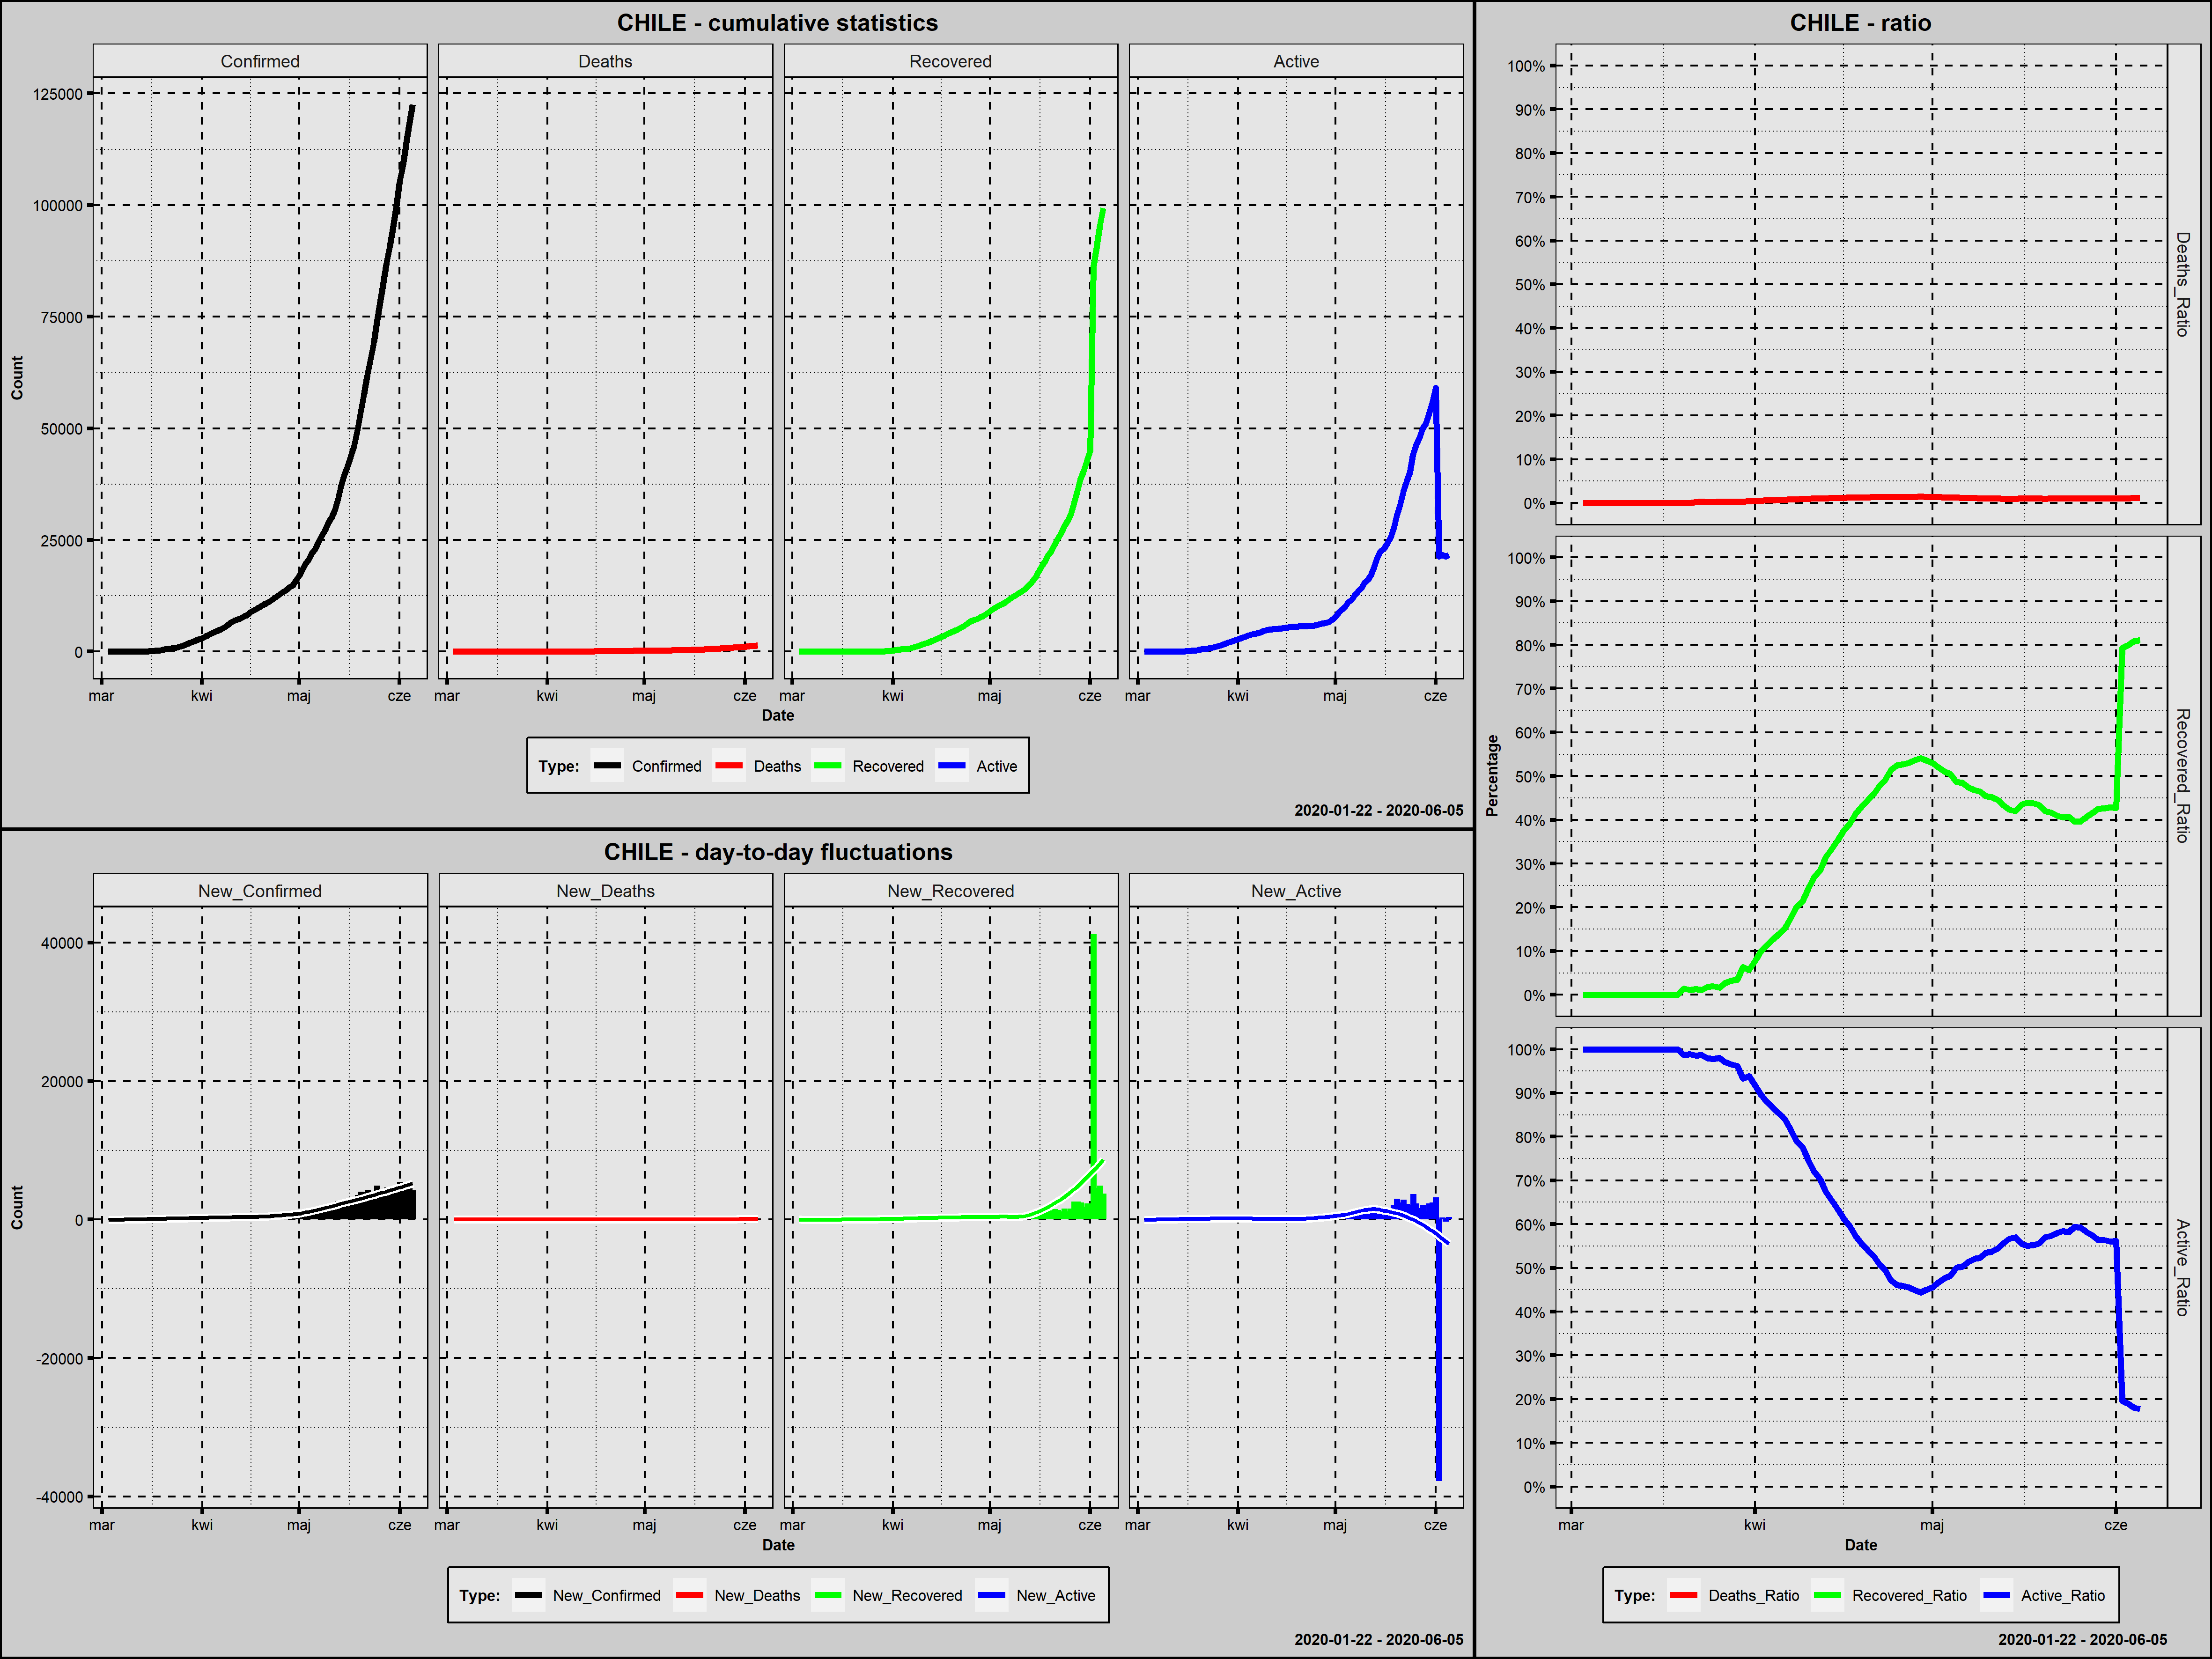 CHILE - cumulative statistics
Confirmed Deaths Recovered Active
125000
100000
75000
50000
25000
0
Count
mar kwi maj cze mar kwi maj cze mar kwi maj cze mar kwi maj cze
Date
Type: Confirmed Deaths Recovered Active
2020-01-22 - 2020-06-05
CHILE - day-to-day fluctuations
New_Confirmed New_Deaths New_Recovered New_Active
40000
20000
0
-20000
-40000
Count
mar kwi maj cze mar kwi maj cze mar kwi maj cze mar kwi maj cze
Date
Type: New_Confirmed New_Deaths New_Recovered New_Active
2020-01-22 - 2020-06-05
CHILE - ratio
100%
90%
80%
70%
60%
50%
40%
30%
20%
10%
0%
Deaths_Ratio
100%
90%
80%
70%
60%
50%
40%
30%
20%
10%
0%
Recovered_Ratio
Percentage
100%
90%
80%
70%
60%
50%
40%
30%
20%
10%
0%
Active_Ratio
mar kwi maj cze
Date
Type: Deaths_Ratio Recovered_Ratio Active_Ratio
2020-01-22 - 2020-06-05